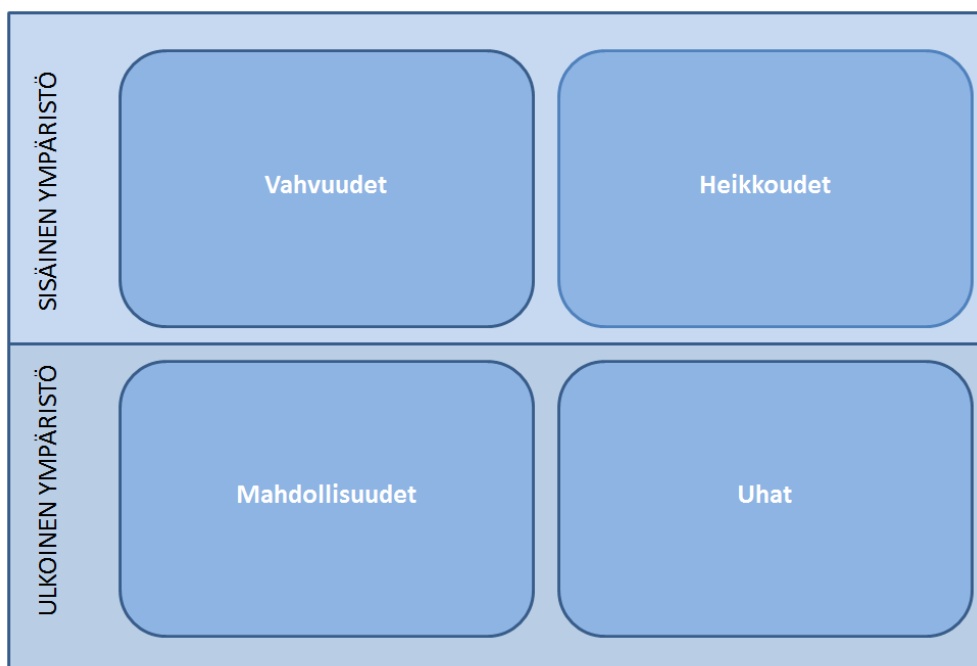 SISÄINEN YMPÄRISTÖ
Vahvuudet
Heikkoudet
ULKOINEN YMPÄRISTÖ
Mahdollisuudet
Uhat